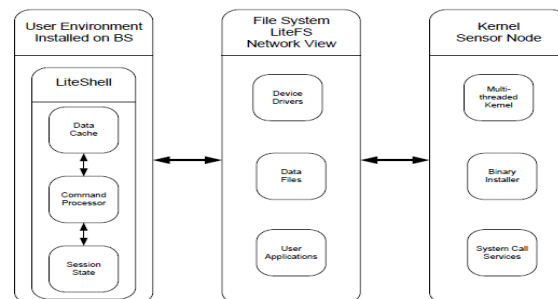 User Environment
Installed on BS
LiteShell
Data
Cache
Command
Processor
Session
State
File System
LiteFS
Network View
Device
Drivers
Data
Files
User
Applications
Kernel
Sensor Node
Multi-
threaded
Kernel
Binary
Installer
System Call
Services